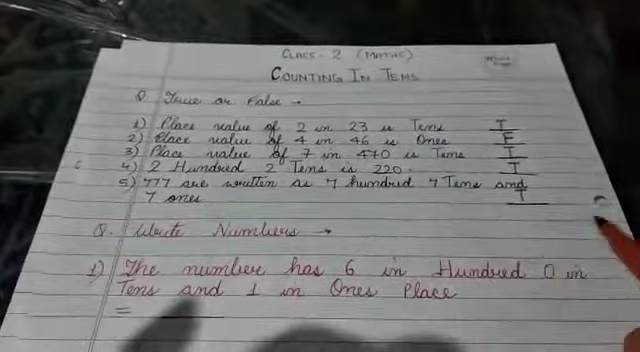 CLASS - 2 (MATHS)
COUNTING IN TENS
Q True or False →
1) Place value of 2 in 23 is Tens T
2) Place value of 4 in 46 is Ones F
3) Place value of 7 in 470 is Tens T
4) 2 Hundred 2 Tens is 220. T
5) 777 are written as 7 hundred 7 Tens and
7 ones T
Q. Write Numbers →
1) The number has 6 in Hundred 0 in
Tens and 1 in Ones Place
=